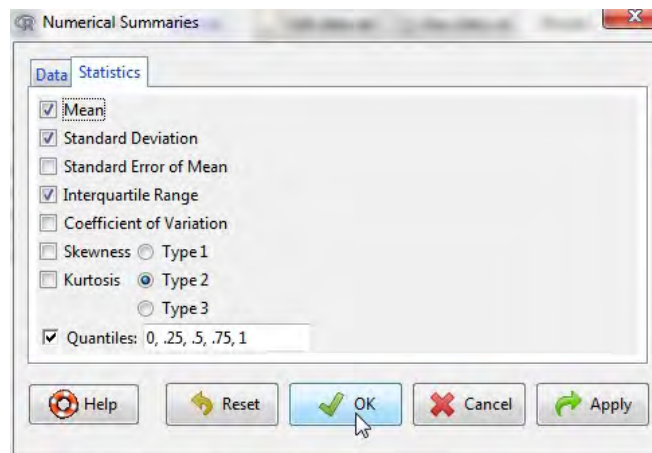 Numerical Summaries
Data Statistics
Mean
Standard Deviation
Standard Error of Mean
Interquartile Range
Coefficient of Variation
Skewness Type 1
Kurtosis Type 2
Type 3
Quantiles: 0, .25, .5, .75, 1
Help Reset OK Cancel Apply